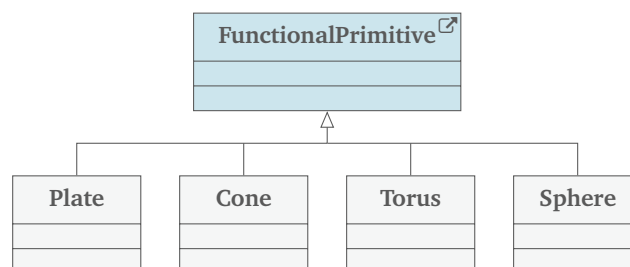 FunctionalPrimitive
Plate
Cone
Torus
Sphere